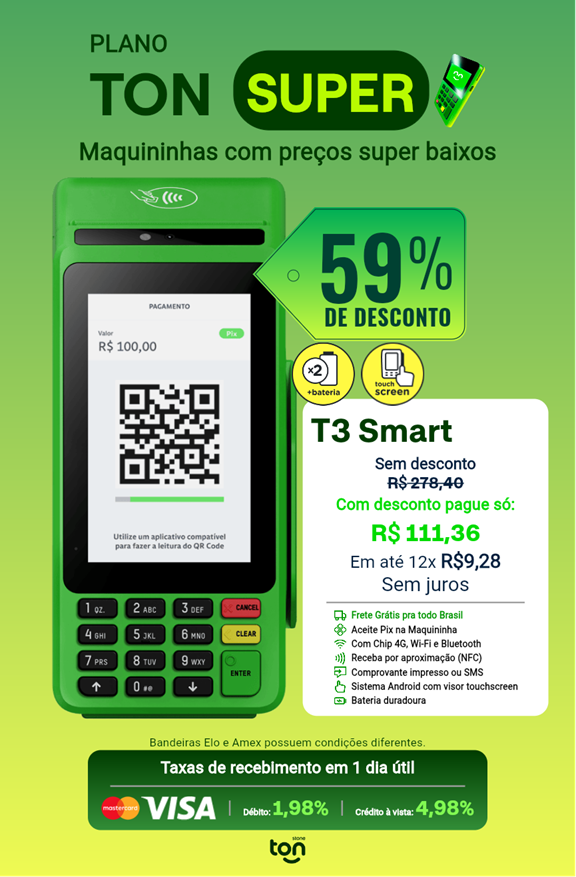 PLANO
TON SUPER
Maquininhas com preços super baixos
59%
DE DESCONTO
PAGAMENTO
Valor
Pix
R$ 100,00
x2
+bateria
touch
screen
T3 Smart
Sem desconto
R$ 278,40
Com desconto pague só:
R$ 111,36
Em até 12x R$9,28
Sem juros
Utilize um aplicativo compatível
para fazer a leitura do QR Code
Frete Grátis pra todo Brasil
Aceite Pix na Maquininha
Com Chip 4G, Wi-Fi e Bluetooth
Receba por aproximação (NFC)
Comprovante impresso ou SMS
Sistema Android com visor touchscreen
Bateria duradoura
1 QZ. 2 ABC 3 DEF CANCEL
4 GHI 5 JKL 6 MNO CLEAR
7 PRS 8 TUV 9 WXY ENTER
0 #@
Bandeiras Elo e Amex possuem condições diferentes.
Taxas de recebimento em 1 dia útil
mastercard VISA | Débito: 1,98% | Crédito à vista: 4,98%
stone
ton